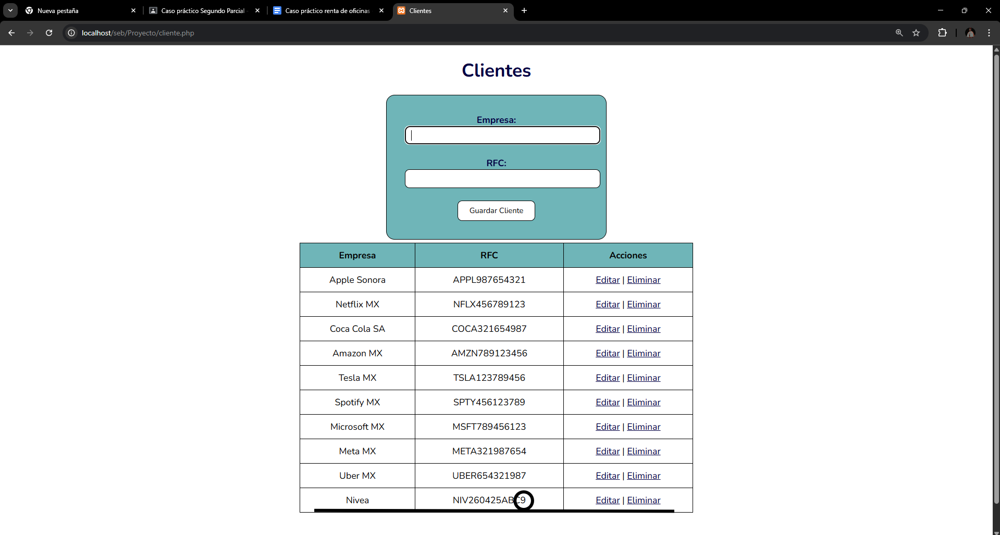 Nueva pestaña
Caso práctico Segundo Parcial
Caso práctico renta de oficinas
Clientes
localhost/seb/Proyecto/cliente.php
Clientes
Empresa:
RFC:
Guardar Cliente
Empresa RFC Acciones
Apple Sonora APPL987654321 Editar | Eliminar
Netflix MX NFLX456789123 Editar | Eliminar
Coca Cola SA COCA321654987 Editar | Eliminar
Amazon MX AMZN789123456 Editar | Eliminar
Tesla MX TSLA123789456 Editar | Eliminar
Spotify MX SPTY456123789 Editar | Eliminar
Microsoft MX MSFT789456123 Editar | Eliminar
Meta MX META321987654 Editar | Eliminar
Uber MX UBER654321987 Editar | Eliminar
Nivea NIV260425ABC9 Editar | Eliminar